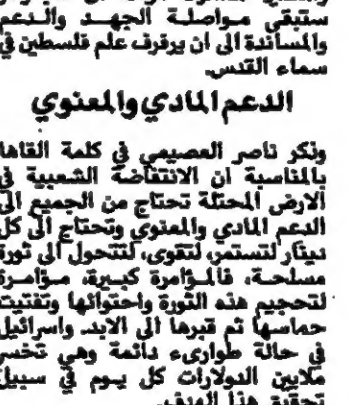 ستبقي مواصلة الجهد والدعم
والمساندة الى ان يرفرف علم فلسطين في
سماء القدس.
الدعم المادي والمعنوي
وذكر ناصر العصيمي في كلمة القاها
بالمناسبة ان الانتفاضة الشعبية في
الارض المحتلة تحتاج من الجميع الى
الدعم المادي والمعنوي وتحتاج الى كل
دينار لتستمر، لتقوى، لتتحول الى ثورة
مسلحة، فالمؤامرة كبيرة، مؤامرة
لتحجيم هذه الثورة واحتوائها وتفتيت
حماسها ثم قبرها الى الابد. واسرائيل
في حالة طوارىء دائمة وهي تخسر
ملايين الدولارات كل يوم في سبيل
تحقيق هذا الهدف.